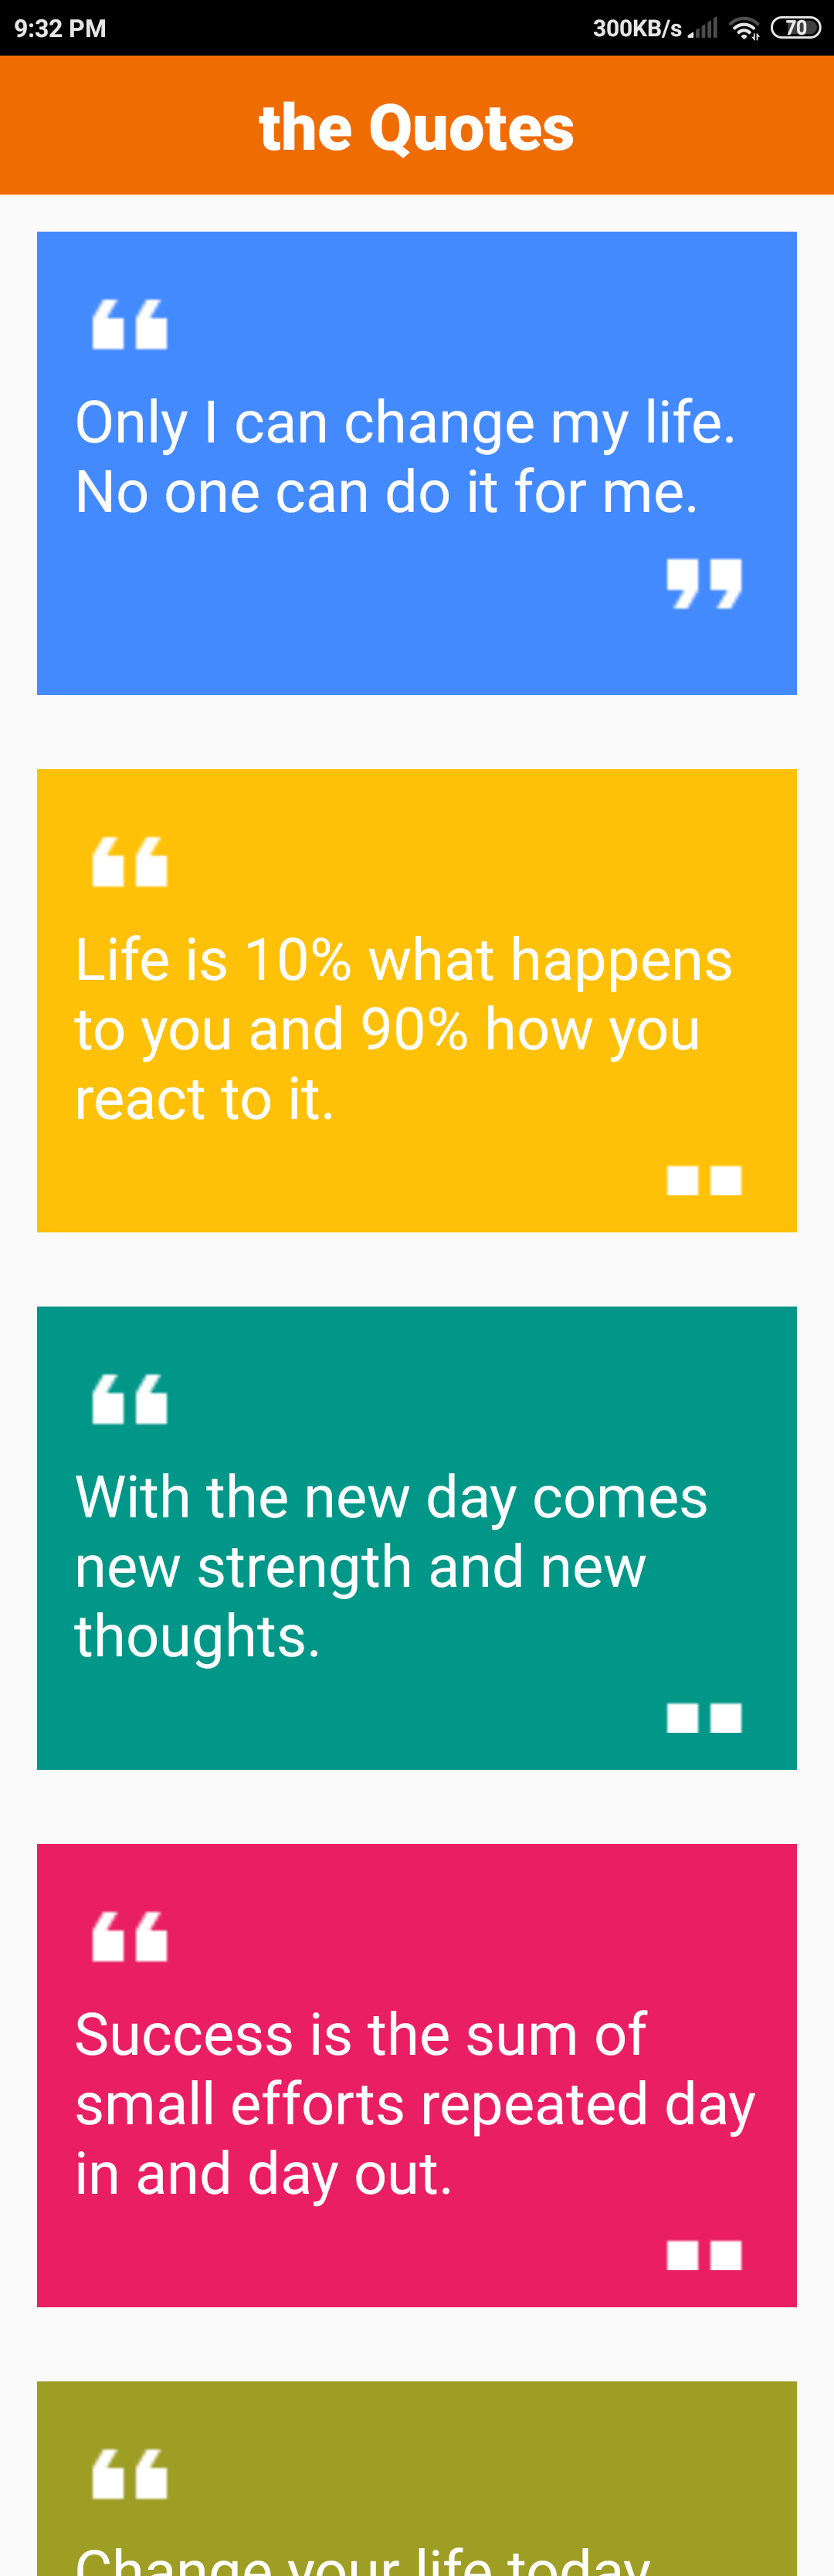 9:32 PM 300KB/s 70
the Quotes
“
Only I can change my life.
No one can do it for me.
”
“
Life is 10% what happens
to you and 90% how you
react to it.
“
With the new day comes
new strength and new
thoughts.
“
Success is the sum of
small efforts repeated day
in and day out.
“
Change your life today